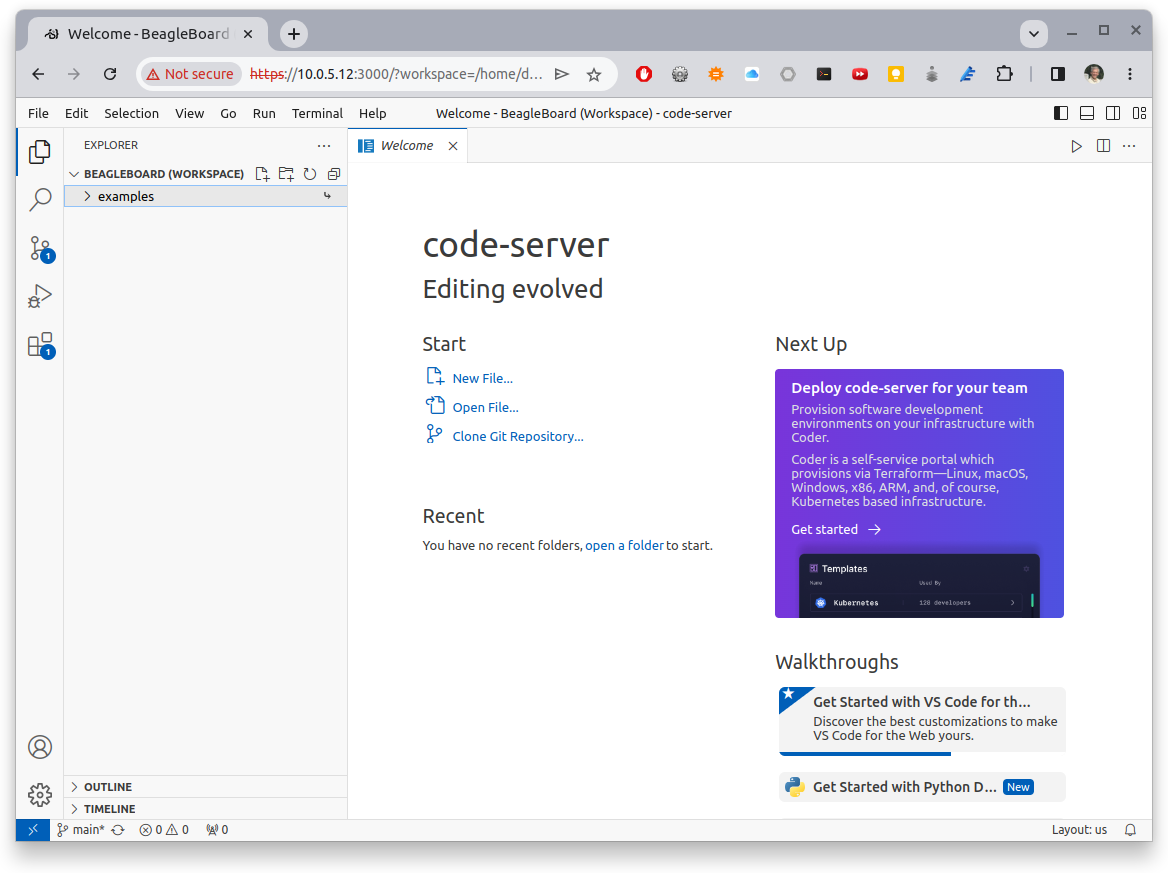 Welcome - BeagleBoard
Not secure https://10.0.5.12:3000/?workspace=/home/d...
File Edit Selection View Go Run Terminal Help Welcome - BeagleBoard (Workspace) - code-server
EXPLORER
Welcome
BEAGLEBOARD (WORKSPACE)
examples
code-server
Editing evolved
Start
New File...
Open File...
Clone Git Repository...
Recent
You have no recent folders, open a folder to start.
Next Up
Deploy code-server for your team
Provision software development
environments on your infrastructure with
Coder.
Coder is a self-service portal which
provisions via Terraform—Linux, macOS,
Windows, x86, ARM, and, of course,
Kubernetes based infrastructure.
Get started
Templates
Name Used By
Kubernetes 128 developers
Walkthroughs
Get Started with VS Code for th...
Discover the best customizations to make
VS Code for the Web yours.
Get Started with Python D... New
1
1
OUTLINE
TIMELINE
main* 0 0 0 Layout: us